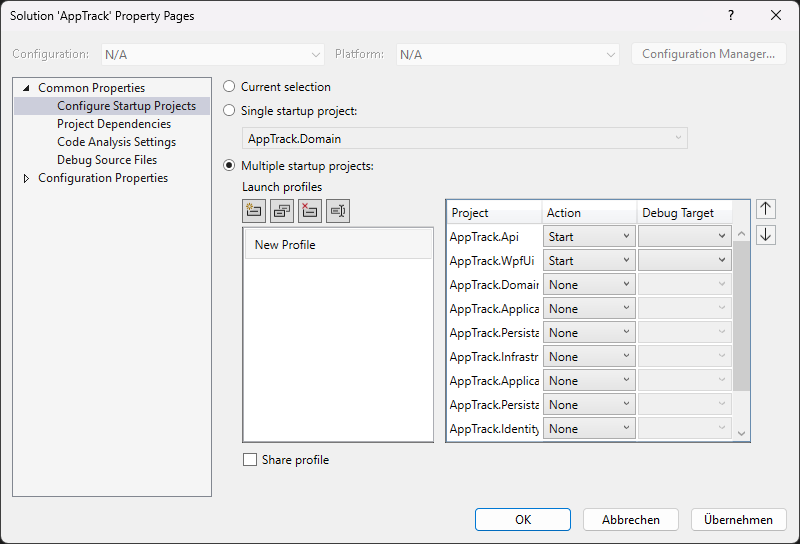 Solution 'AppTrack' Property Pages
?
Configuration: N/A Platform: N/A Configuration Manager...
Common Properties
Configure Startup Projects
Project Dependencies
Code Analysis Settings
Debug Source Files
Configuration Properties
Current selection
Single startup project:
AppTrack.Domain
Multiple startup projects:
Launch profiles
New Profile
Project Action Debug Target
AppTrack.Api Start
AppTrack.WpfUi Start
AppTrack.Domain None
AppTrack.Applica None
AppTrack.Persista None
AppTrack.Infrastr None
AppTrack.Applica None
AppTrack.Persista None
AppTrack.Identity None
Share profile
OK Abbrechen Übernehmen